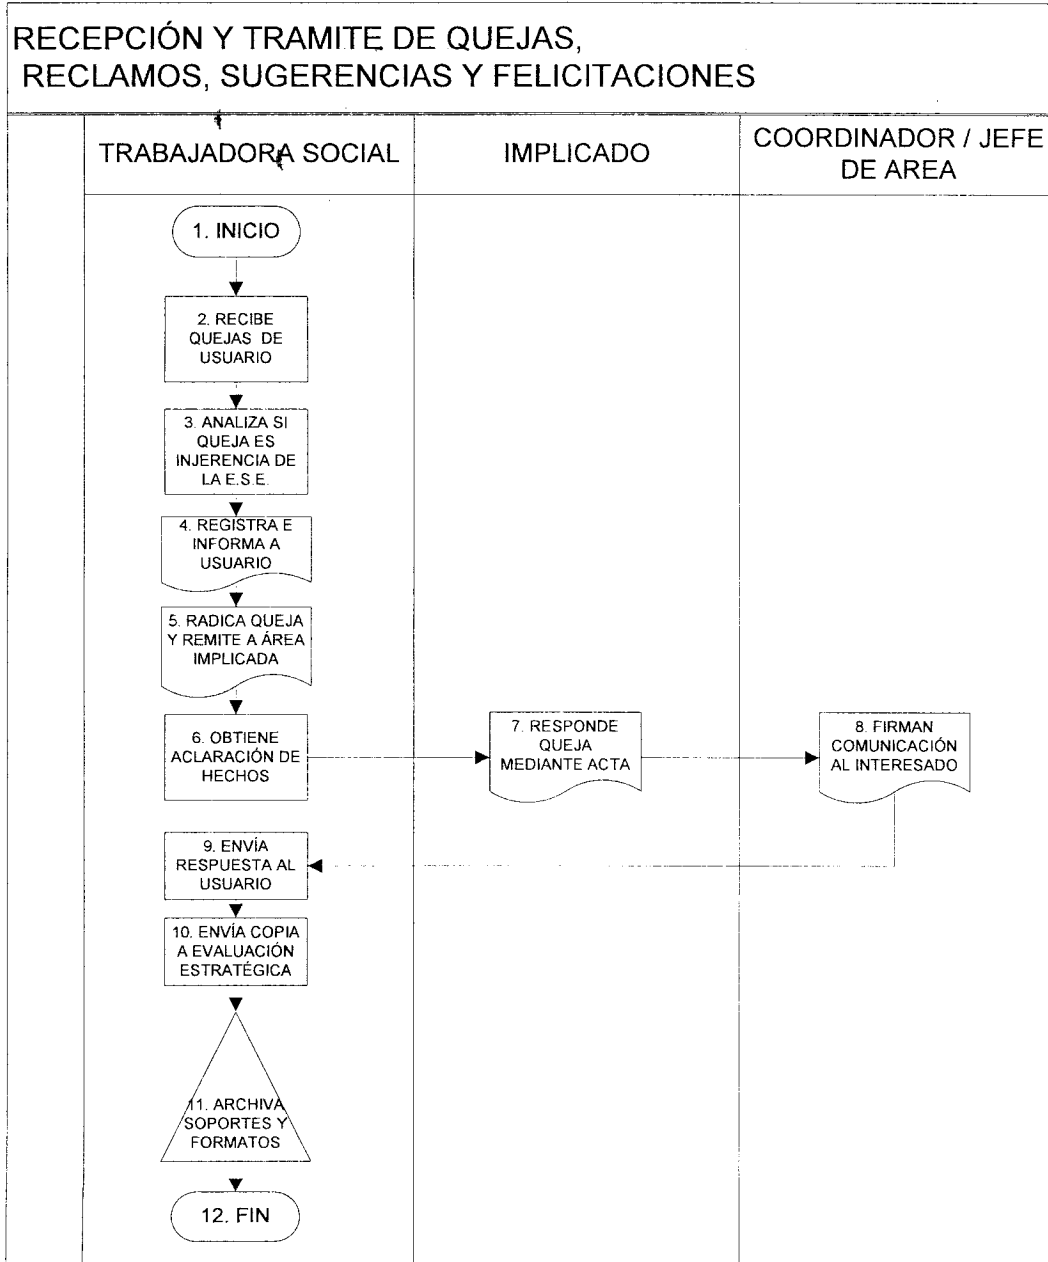 RECEPCIÓN Y TRAMITE DE QUEJAS,
RECLAMOS, SUGERENCIAS Y FELICITACIONES
TRABAJADORA SOCIAL
IMPLICADO
COORDINADOR / JEFE
DE AREA
1. INICIO
2. RECIBE
QUEJAS DE
USUARIO
3. ANALIZA SI
QUEJA ES
INJERENCIA DE
LA E.S.E.
4. REGISTRA E
INFORMA A
USUARIO
5. RADICA QUEJA
Y REMITE A ÁREA
IMPLICADA
6. OBTIENE
ACLARACIÓN DE
HECHOS
7. RESPONDE
QUEJA
MEDIANTE ACTA
8. FIRMAN
COMUNICACIÓN
AL INTERESADO
9. ENVÍA
RESPUESTA AL
USUARIO
10. ENVÍA COPIA
A EVALUACIÓN
ESTRATÉGICA
11. ARCHIVA
SOPORTES Y
FORMATOS
12. FIN